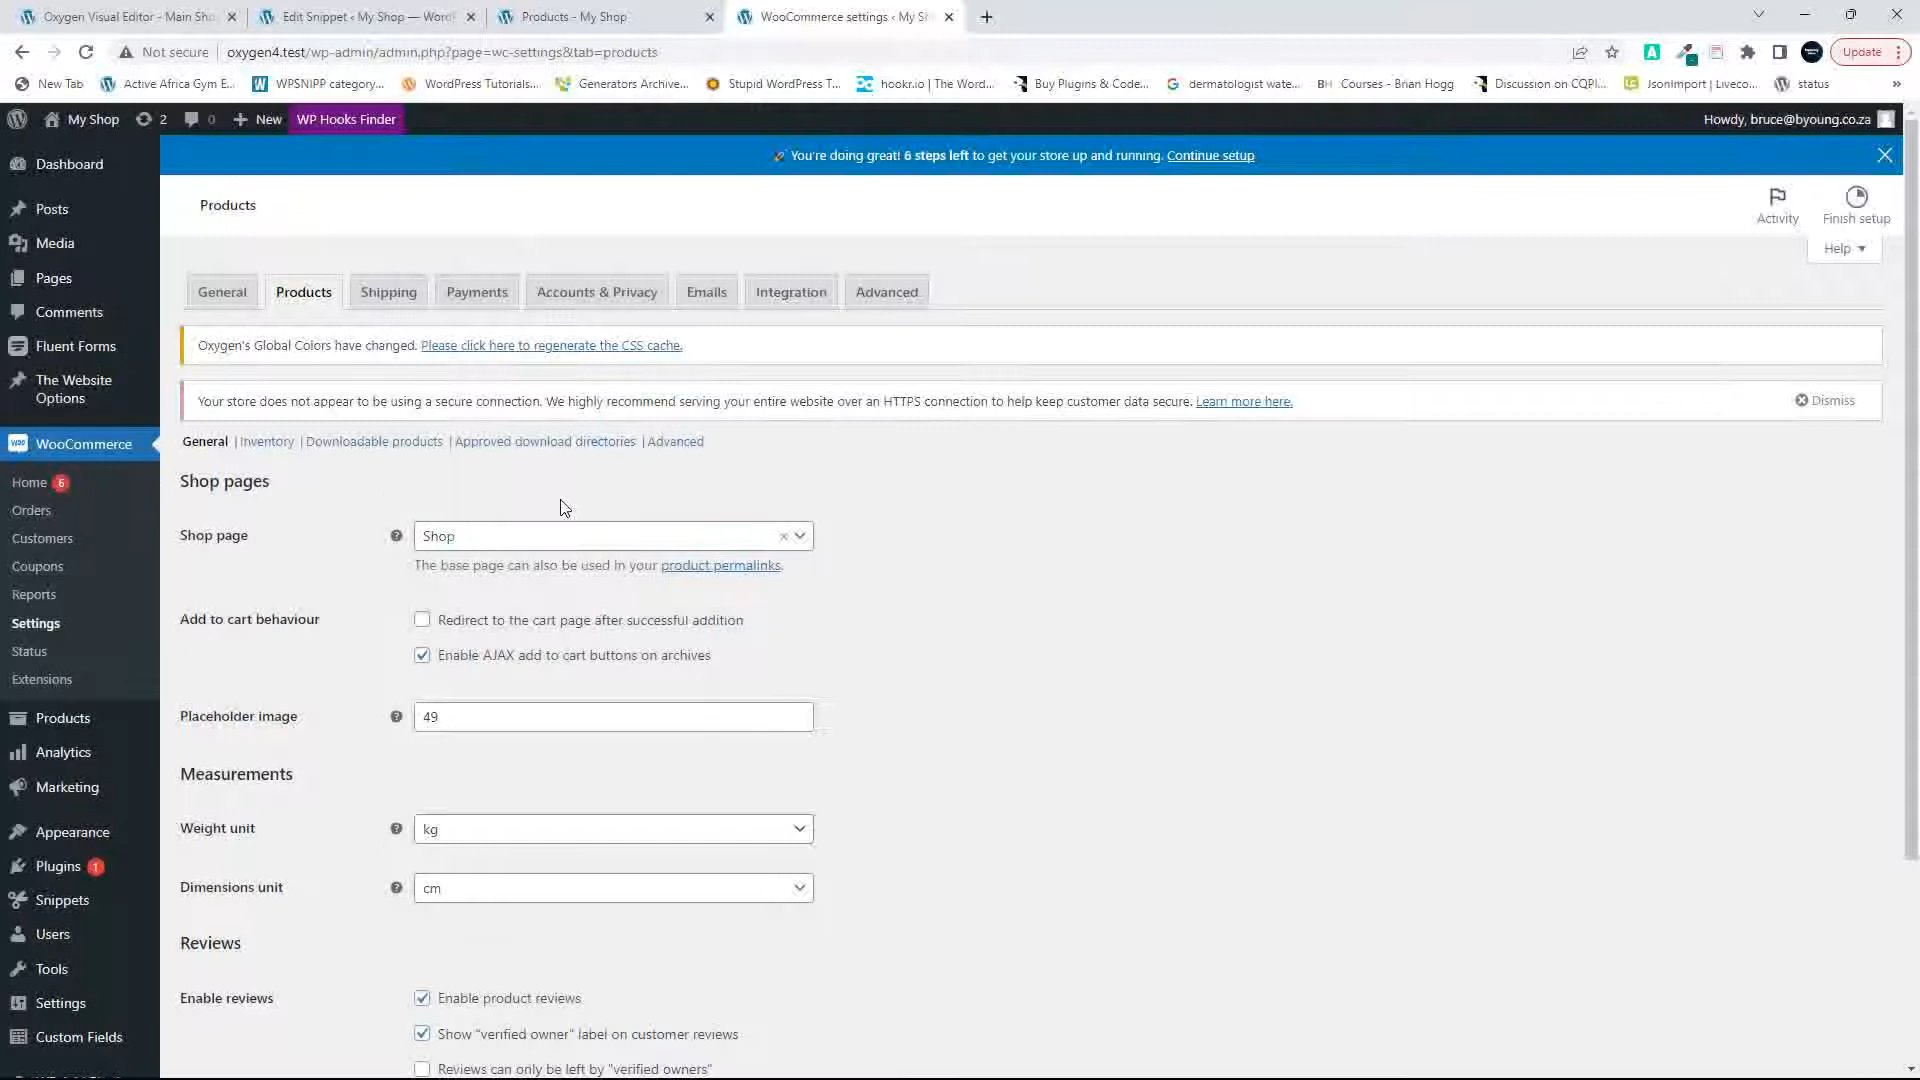 Oxygen Visual Editor - Main Sha
Edit Snippet ‹ My Shop — Word
Products - My Shop
WooCommerce settings ‹ My Sh
Not secure
oxygen4.test/wp-admin/admin.php?page=wc-settings&tab=products
Update
New Tab
Active Africa Gym E...
WPSNIPP category...
WordPress Tutorials...
Generators Archive...
Stupid WordPress T...
hookr.io | The Word...
Buy Plugins & Code...
dermatologist wate...
BH Courses - Brian Hogg
Discussion on CQPI...
Jsonimport | Liveco...
status
»
My Shop
2
0
New
WP Hooks Finder
Howdy, bruce@byoung.co.za
You're doing great! 6 steps left to get your store up and running. Continue setup
Dashboard
Posts
Media
Pages
Comments
Fluent Forms
The Website
Options
WooCommerce
Home 6
Orders
Customers
Coupons
Reports
Settings
Status
Extensions
Products
Analytics
Marketing
Appearance
Plugins 1
Snippets
Users
Tools
Settings
Custom Fields
Products
Activity
Finish setup
Help
General
Products
Shipping
Payments
Accounts & Privacy
Emails
Integration
Advanced
Oxygen's Global Colors have changed. Please click here to regenerate the CSS cache.
Your store does not appear to be using a secure connection. We highly recommend serving your entire website over an HTTPS connection to help keep customer data secure. Learn more here.
Dismiss
General | Inventory | Downloadable products | Approved download directories | Advanced
Shop pages
Shop page
Shop
The base page can also be used in your product permalinks.
Add to cart behaviour
Redirect to the cart page after successful addition
Enable AJAX add to cart buttons on archives
Placeholder image
49
Measurements
Weight unit
kg
Dimensions unit
cm
Reviews
Enable reviews
Enable product reviews
Show "verified owner" label on customer reviews
Reviews can only be left by "verified owners"